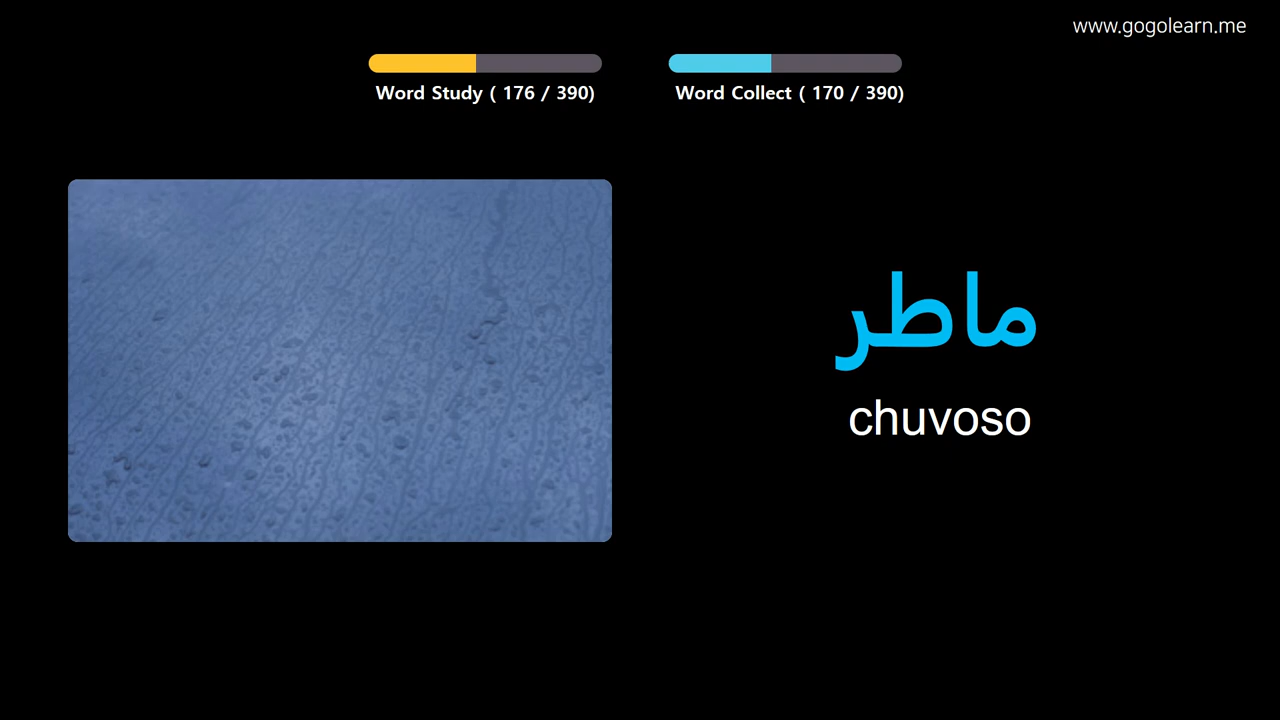 www.gogolearn.me
Word Study ( 176 / 390)
Word Collect ( 170 / 390)
ماطر
chuvoso